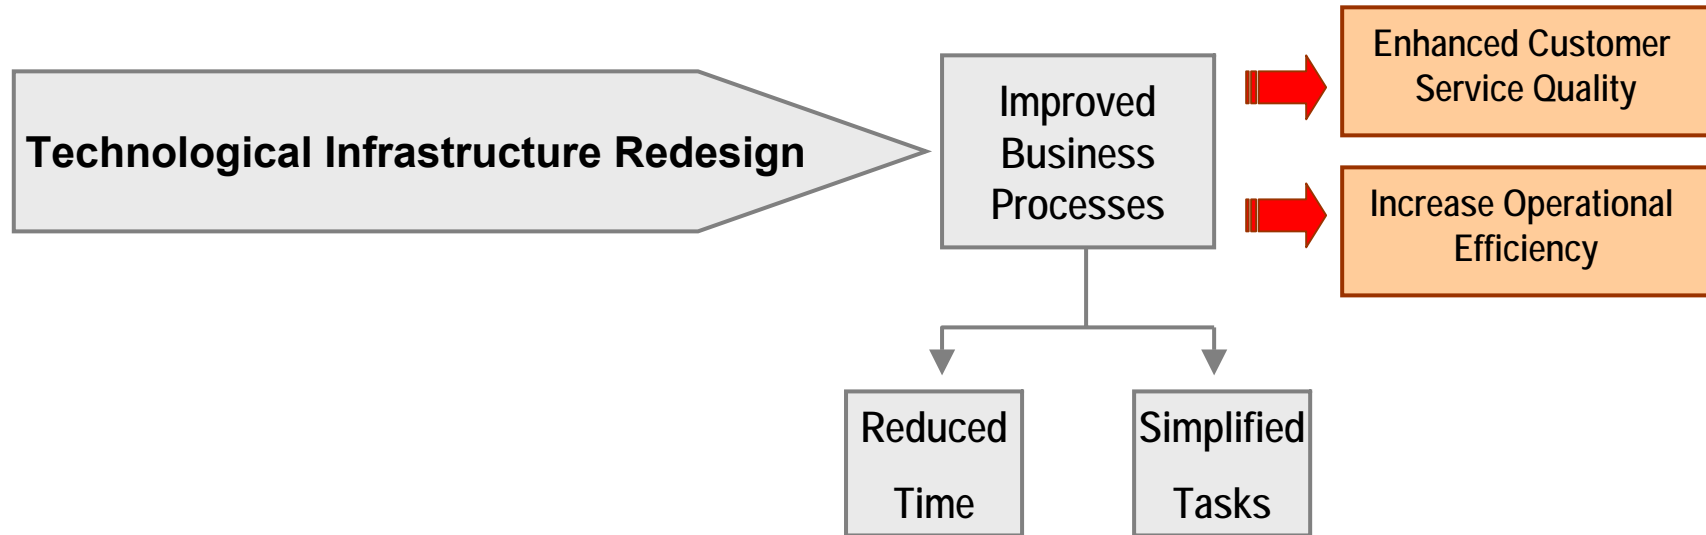 Technological Infrastructure Redesign
Improved
Business
Processes
Enhanced Customer
Service Quality
Increase Operational
Efficiency
Reduced
Time
Simplified
Tasks